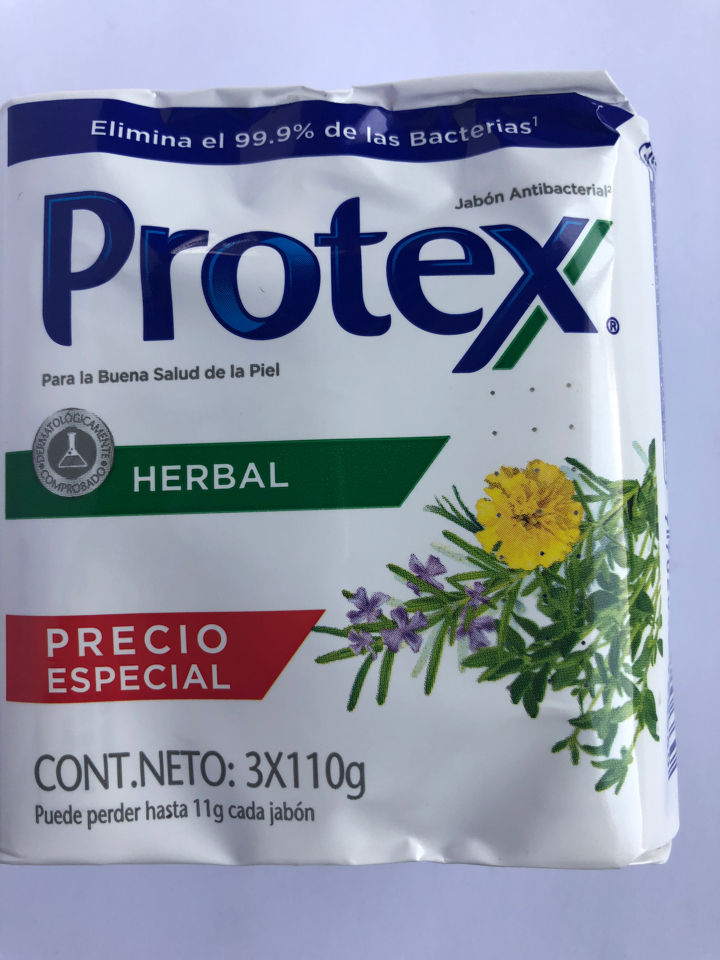 Elimina el 99.9% de las Bacterias¹
Jabón Antibacterial²
Protex®
Para la Buena Salud de la Piel
DERMATOLÓGICAMENTE COMPROBADO
HERBAL
PRECIO
ESPECIAL
CONT.NETO: 3X110g
Puede perder hasta 11g cada jabón